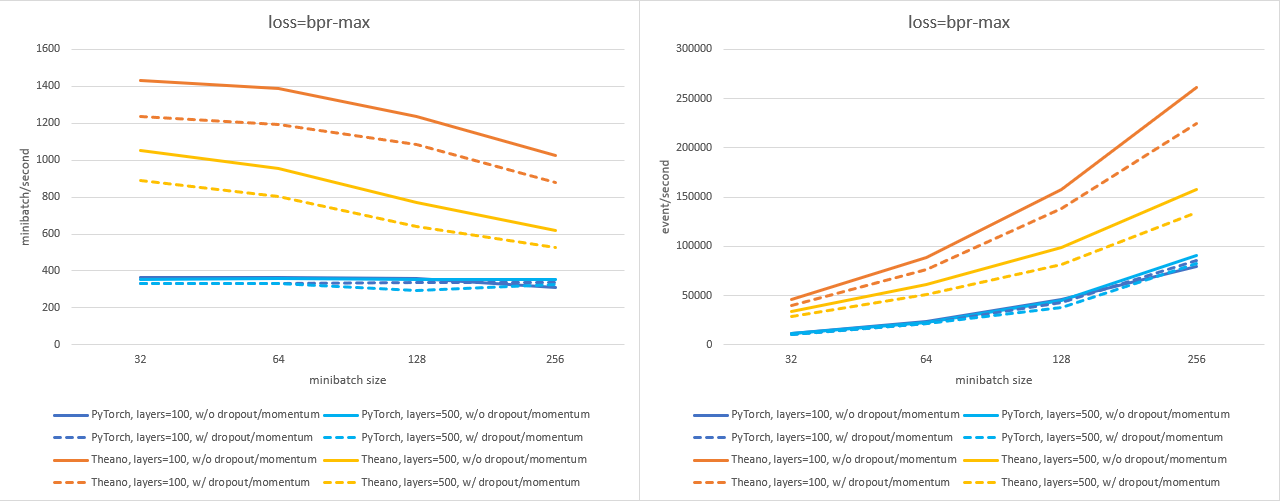 loss=bpr-max
1600
1400
1200
1000
800
600
400
200
0
minibatch/second
32 64 128 256
minibatch size
PyTorch, layers=100, w/o dropout/momentum PyTorch, layers=500, w/o dropout/momentum
PyTorch, layers=100, w/ dropout/momentum PyTorch, layers=500, w/ dropout/momentum
Theano, layers=100, w/o dropout/momentum Theano, layers=500, w/o dropout/momentum
Theano, layers=100, w/ dropout/momentum Theano, layers=500, w/ dropout/momentum
loss=bpr-max
300000
250000
200000
150000
100000
50000
0
event/second
32 64 128 256
minibatch size
PyTorch, layers=100, w/o dropout/momentum PyTorch, layers=500, w/o dropout/momentum
PyTorch, layers=100, w/ dropout/momentum PyTorch, layers=500, w/ dropout/momentum
Theano, layers=100, w/o dropout/momentum Theano, layers=500, w/o dropout/momentum
Theano, layers=100, w/ dropout/momentum Theano, layers=500, w/ dropout/momentum